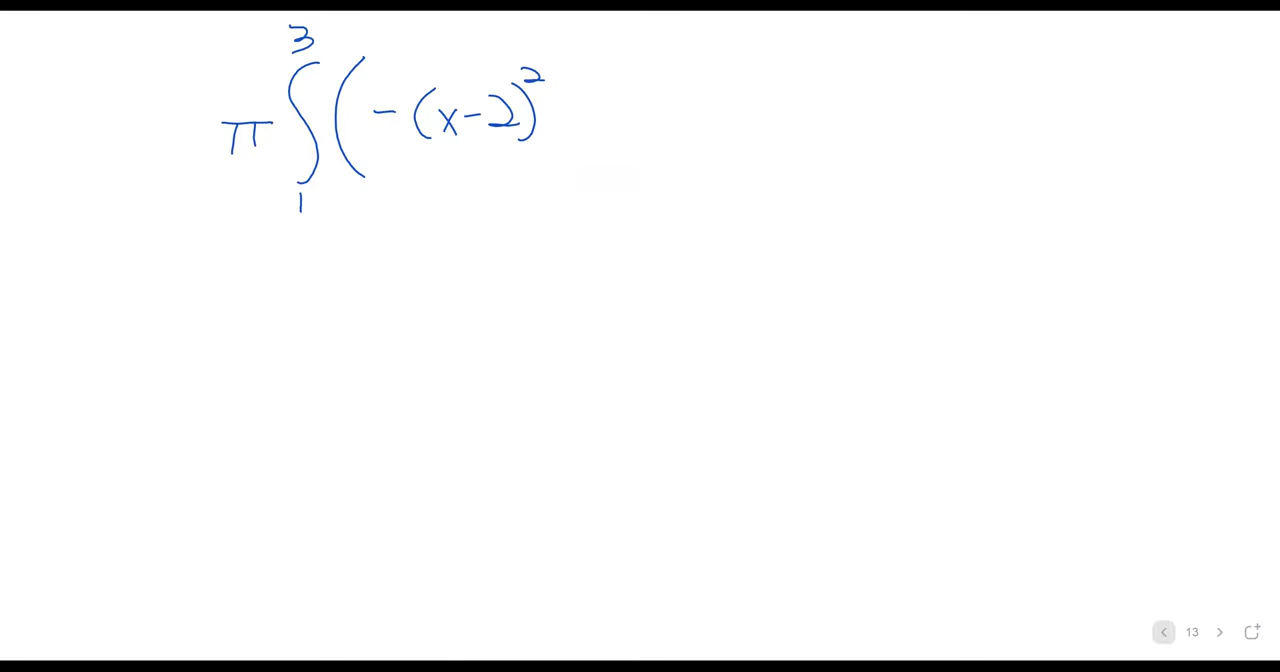 π ∫₁³ ( - (x-2)²
13